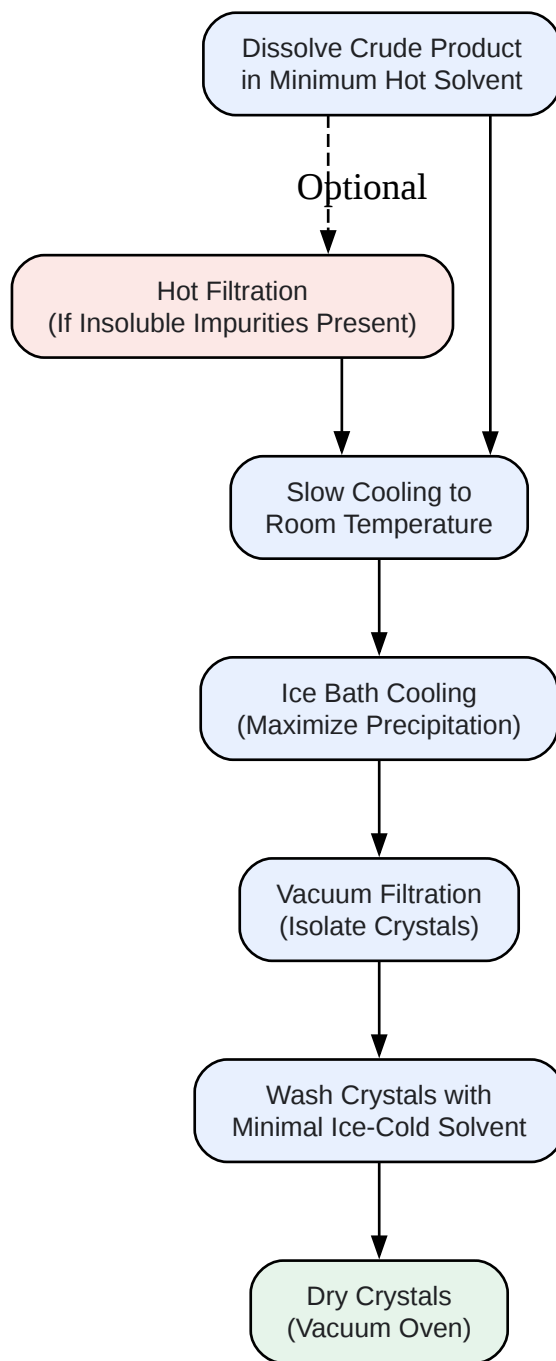 Dissolve Crude Product
in Minimum Hot Solvent
Optional
Hot Filtration
(If Insoluble Impurities Present)
Slow Cooling to
Room Temperature
Ice Bath Cooling
(Maximize Precipitation)
Vacuum Filtration
(Isolate Crystals)
Wash Crystals with
Minimal Ice-Cold Solvent
Dry Crystals
(Vacuum Oven)